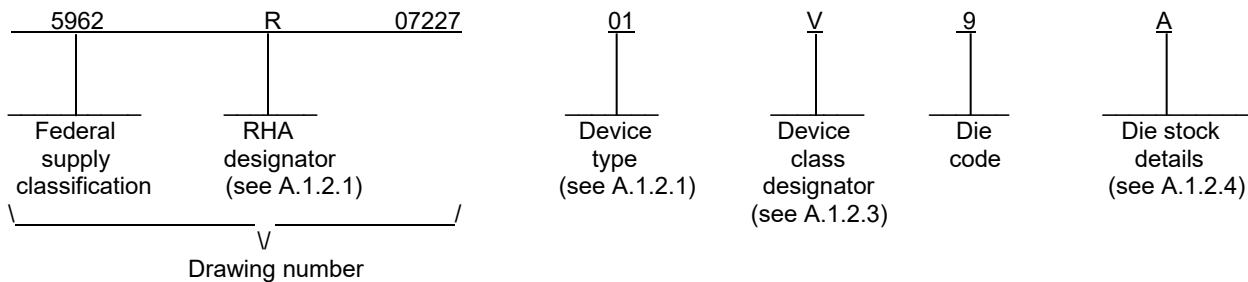 5962 R 07227 01 V 9 A
Federal RHA Device Device Die Die stock
supply designator type class code details
classification (see A.1.2.1) (see A.1.2.1) designator (see A.1.2.4)
(see A.1.2.3)
Drawing number